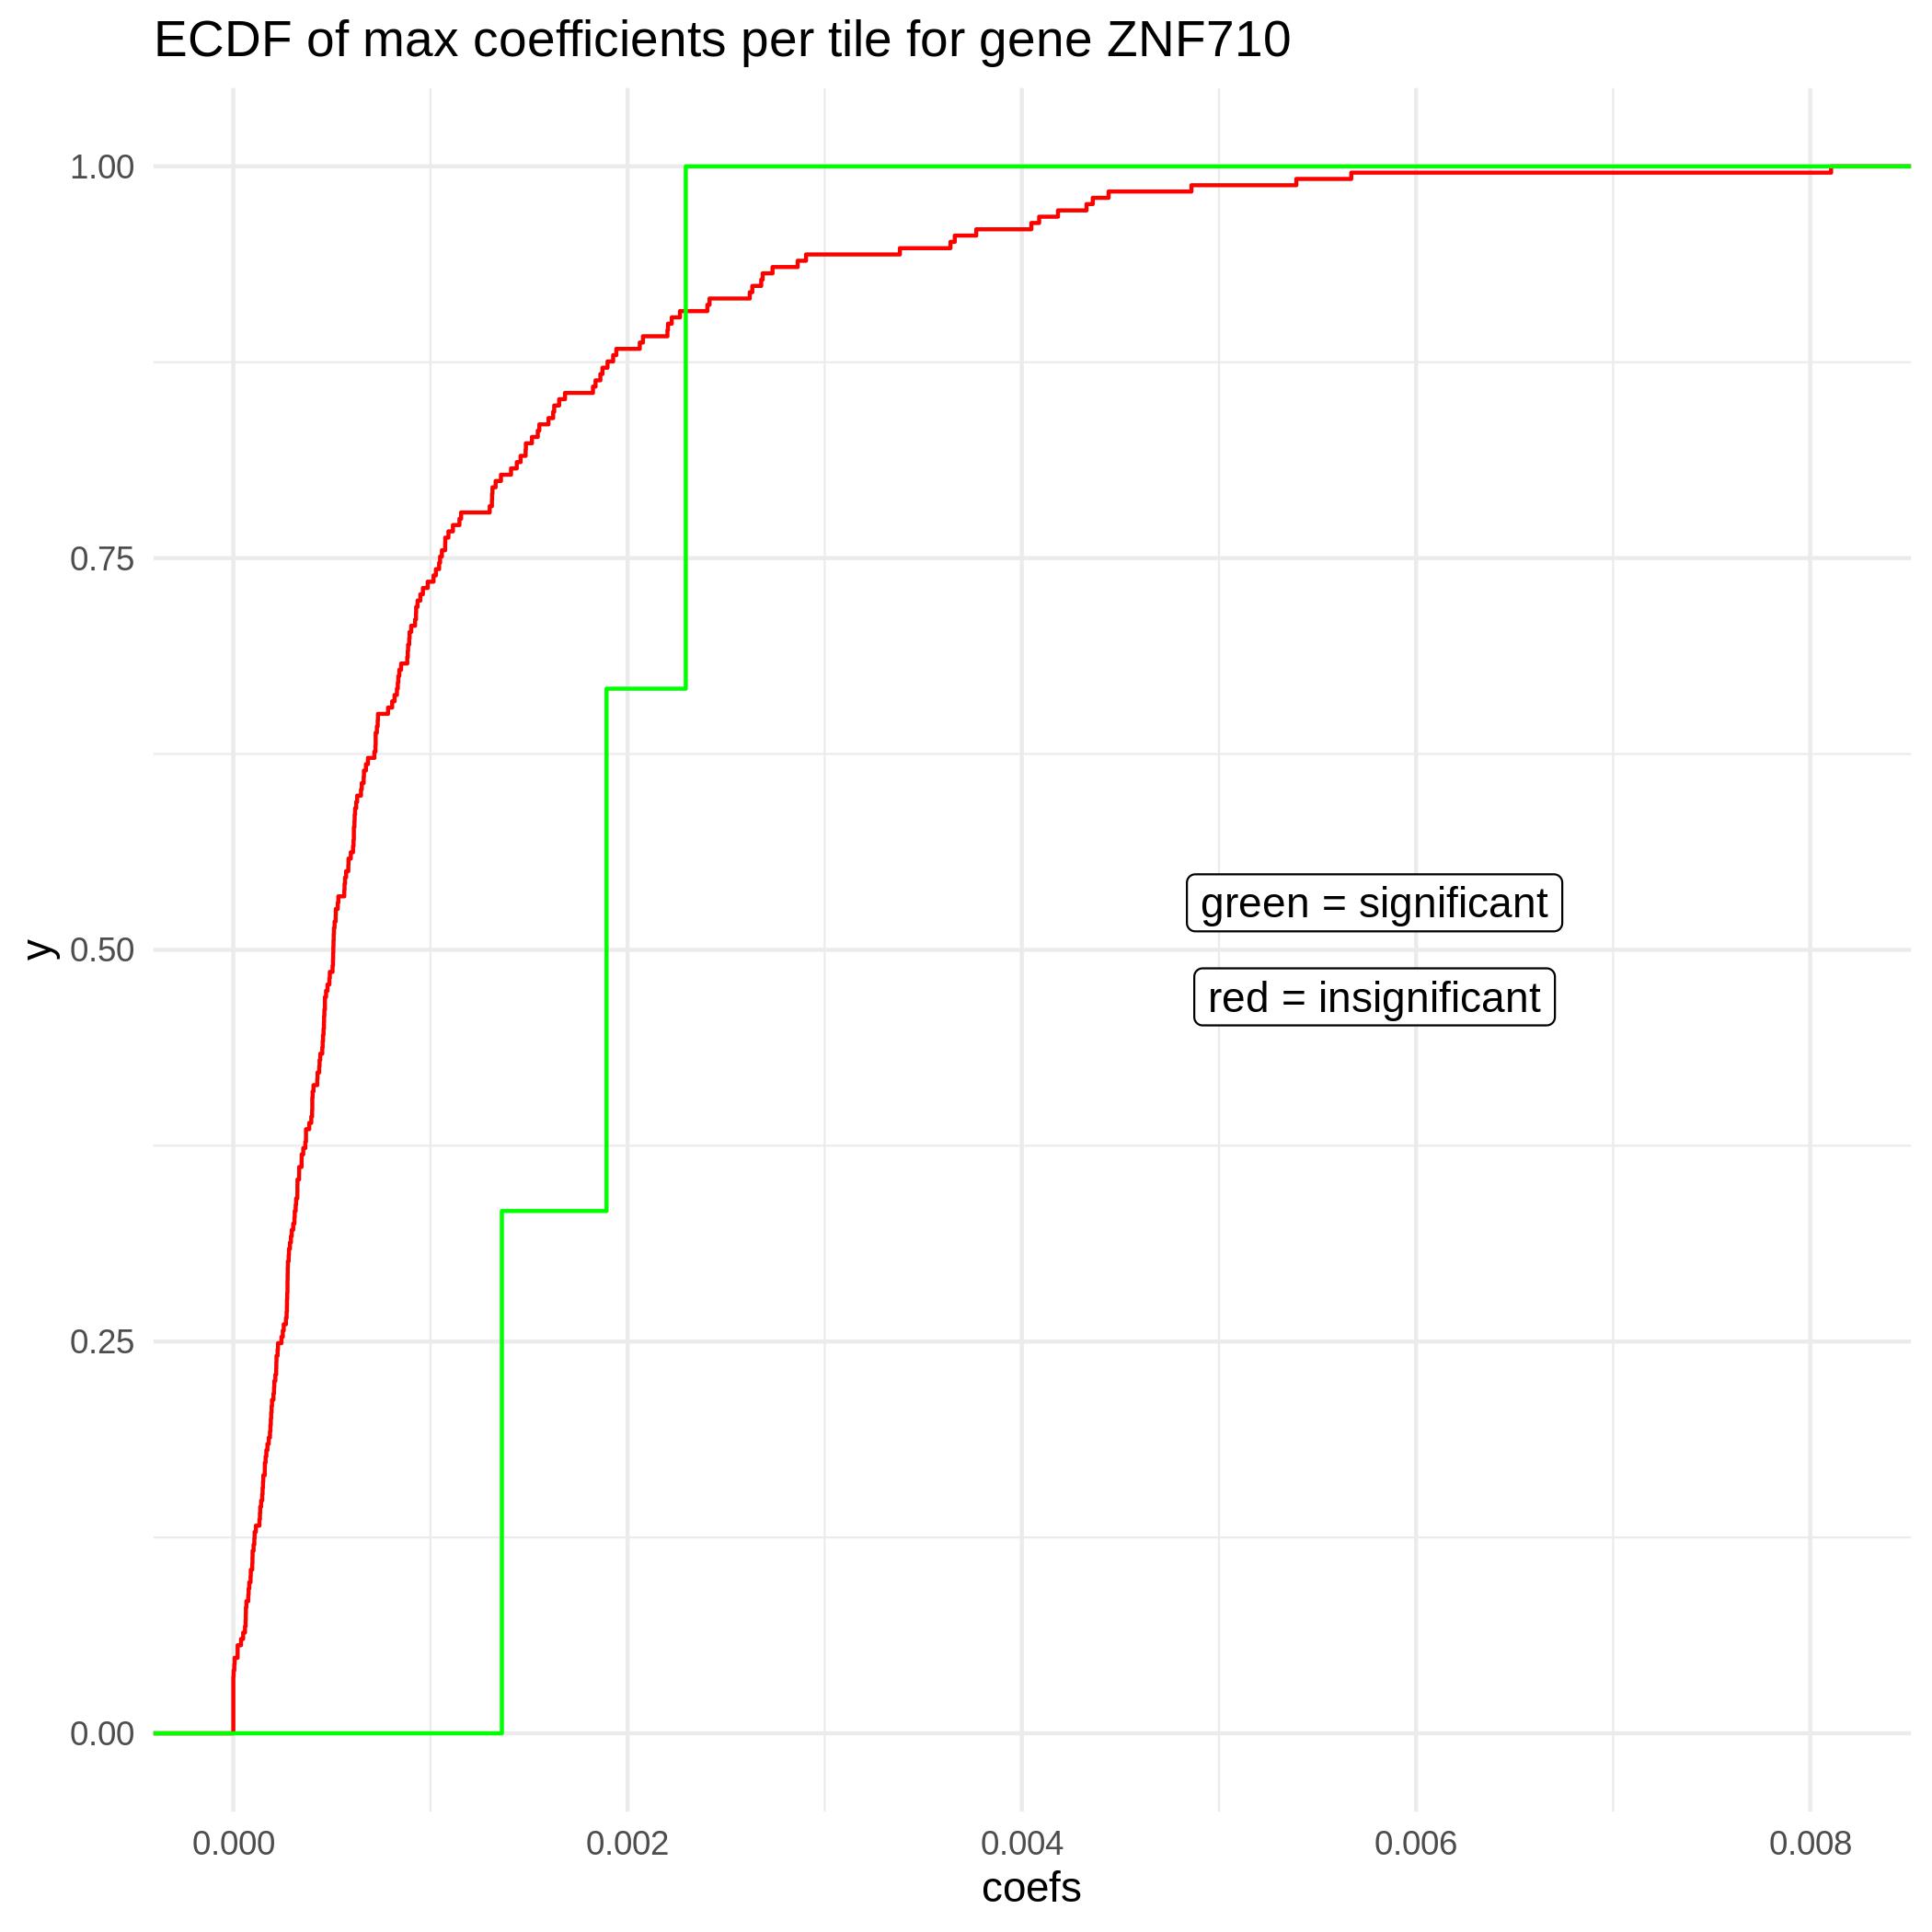 ECDF of max coefficients per tile for gene ZNF710
1.00
0.75
0.50
0.25
0.00
y
green = significant
red = insignificant
0.000 0.002 0.004 0.006 0.008
coefs